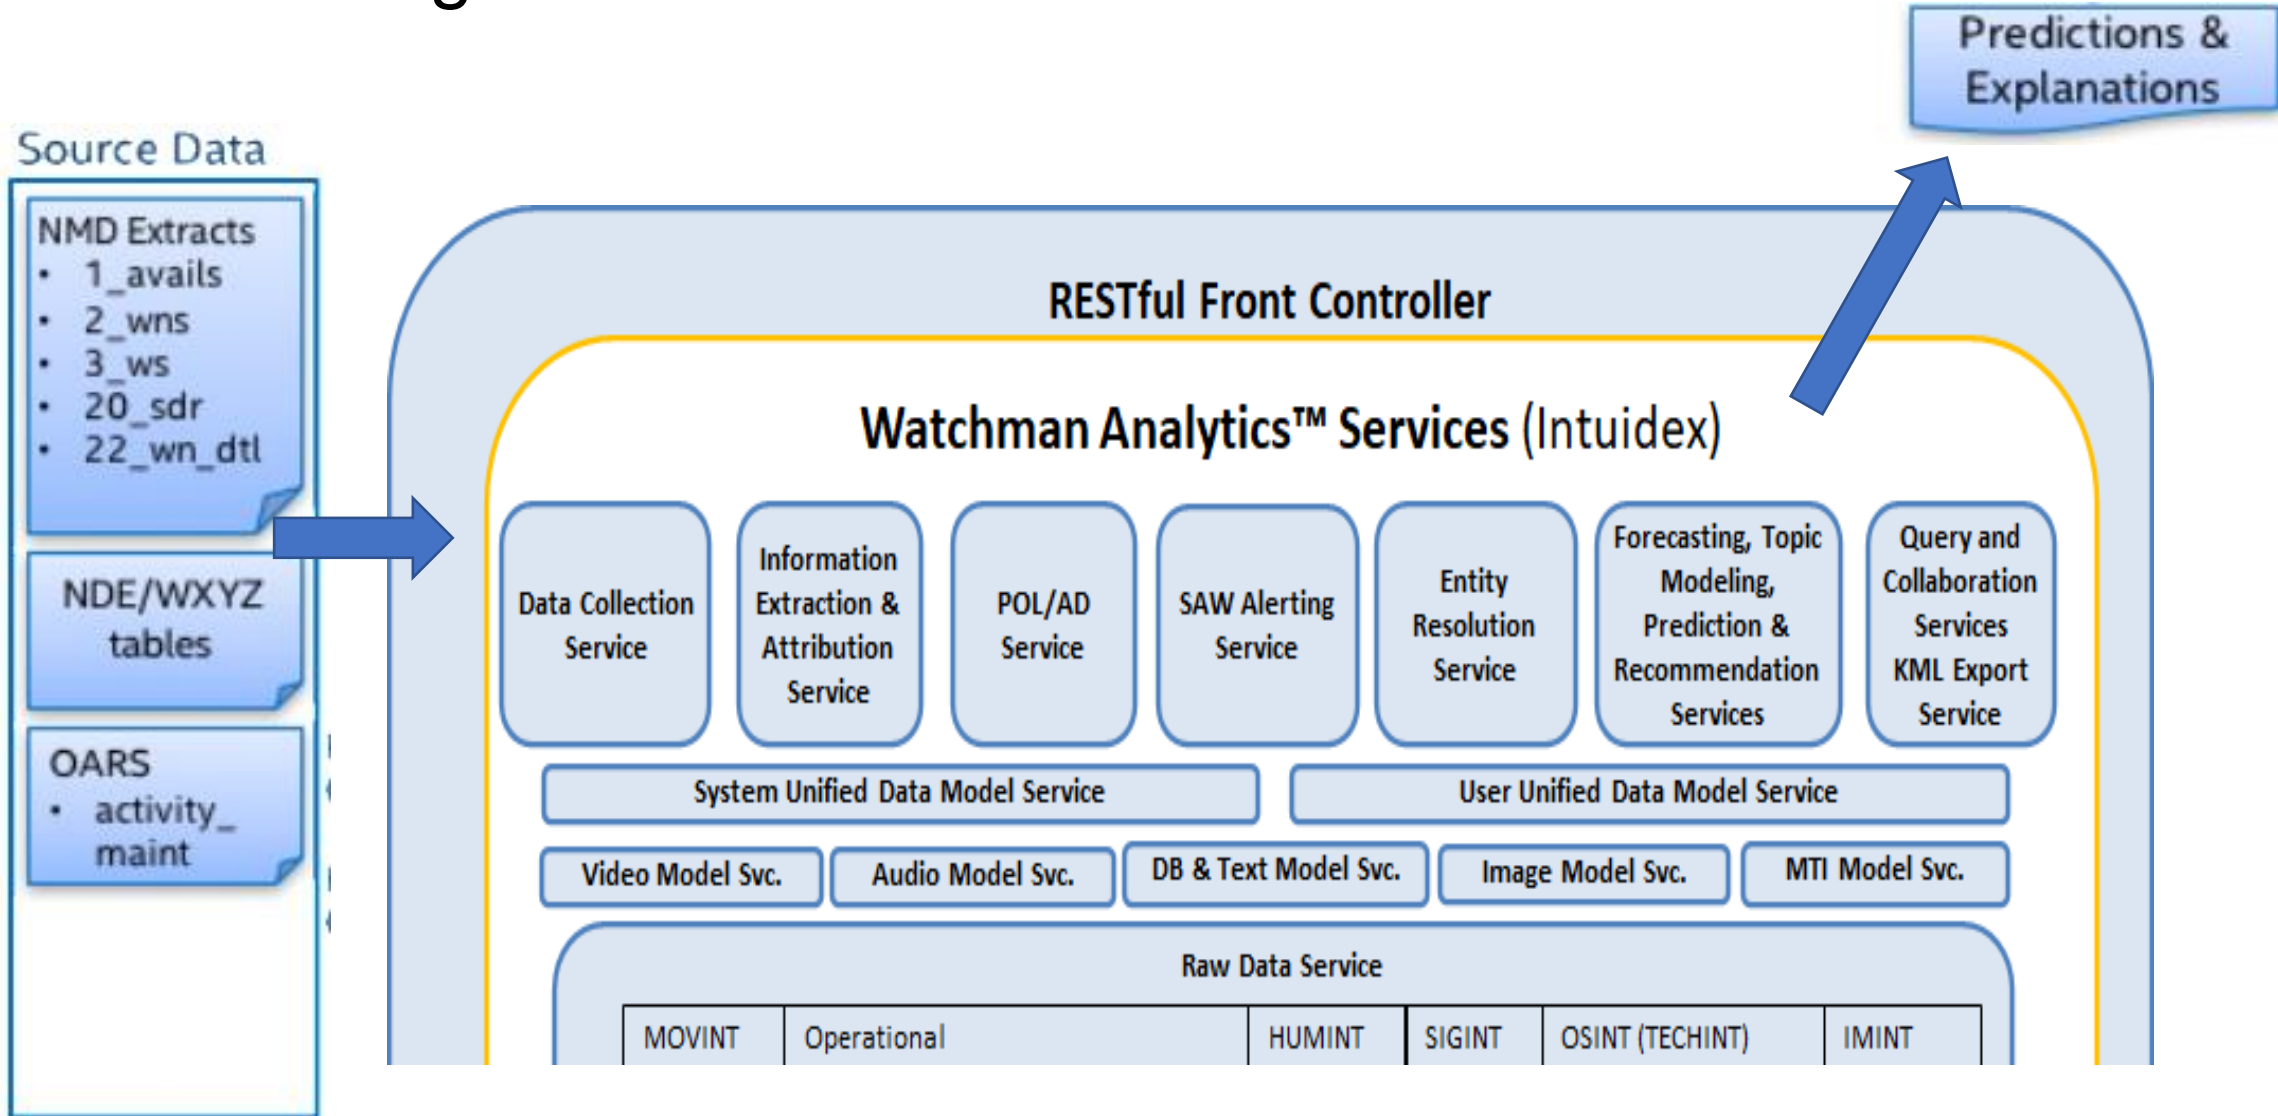 Predictions &
Explanations
Source Data
NMD Extracts
• 1_avails
• 2_wns
• 3_ws
• 20_sdr
• 22_wn_dtl
NDE/WXYZ
tables
OARS
• activity_
maint
RESTful Front Controller
Watchman Analytics™ Services (Intuidex)
Data Collection
Service
Information
Extraction &
Attribution
Service
POL/AD
Service
SAW Alerting
Service
Entity
Resolution
Service
Forecasting, Topic
Modeling,
Prediction &
Recommendation
Services
Query and
Collaboration
Services
KML Export
Service
System Unified Data Model Service
User Unified Data Model Service
Video Model Svc.
Audio Model Svc.
DB & Text Model Svc.
Image Model Svc.
MTI Model Svc.
Raw Data Service
MOVINT
Operational
HUMINT
SIGINT
OSINT (TECHINT)
IMINT